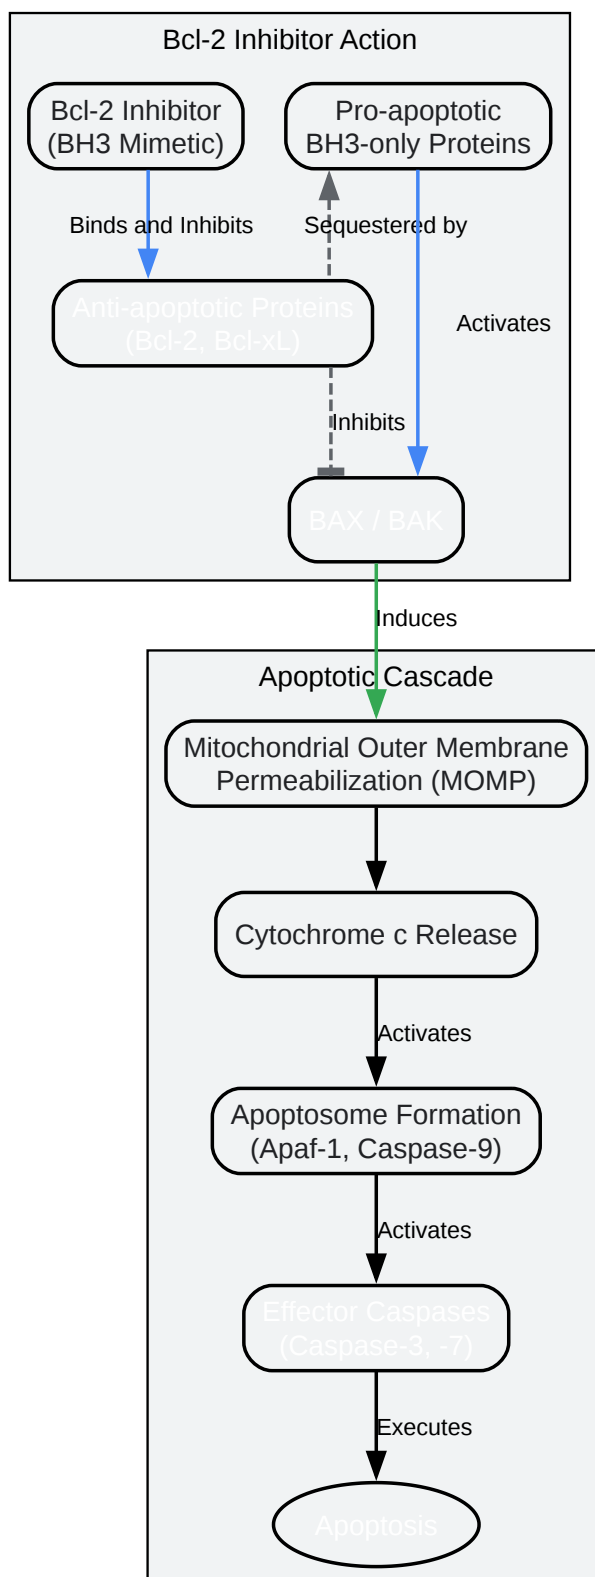 Bcl-2 Inhibitor Action
Bcl-2 Inhibitor
(BH3 Mimetic)
Pro-apoptotic
BH3-only Proteins
Binds and Inhibits
Sequestered by
Anti-apoptotic Proteins
(Bcl-2, Bcl-xL)
Activates
Inhibits
BAX / BAK
Induces
Apoptotic Cascade
Mitochondrial Outer Membrane
Permeabilization (MOMP)
Cytochrome c Release
Activates
Apoptosome Formation
(Apaf-1, Caspase-9)
Activates
Effector Caspases
(Caspase-3, -7)
Executes
Apoptosis